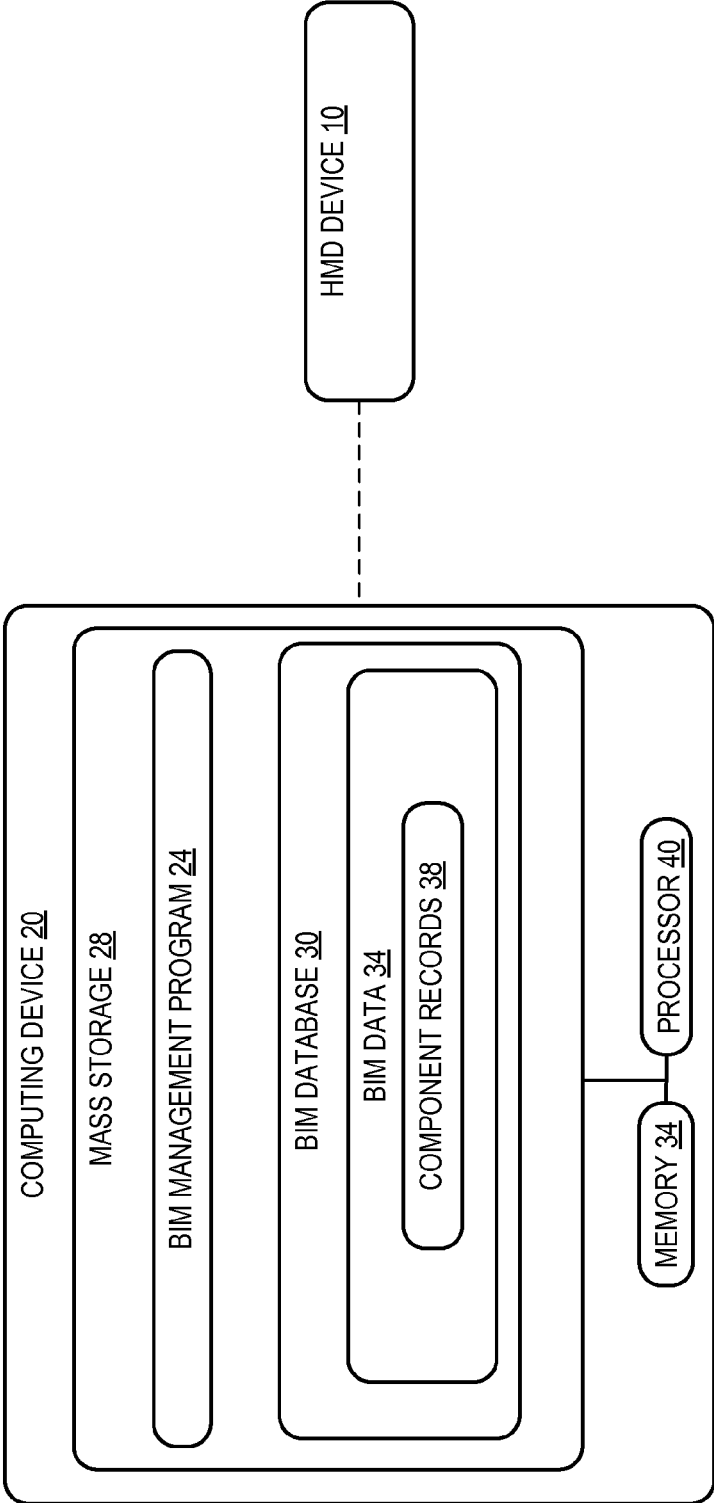 COMPUTING DEVICE 20
MASS STORAGE 28
BIM MANAGEMENT PROGRAM 24
BIM DATABASE 30
BIM DATA 34
COMPONENT RECORDS 38
MEMORY 34
PROCESSOR 40
HMD DEVICE 10